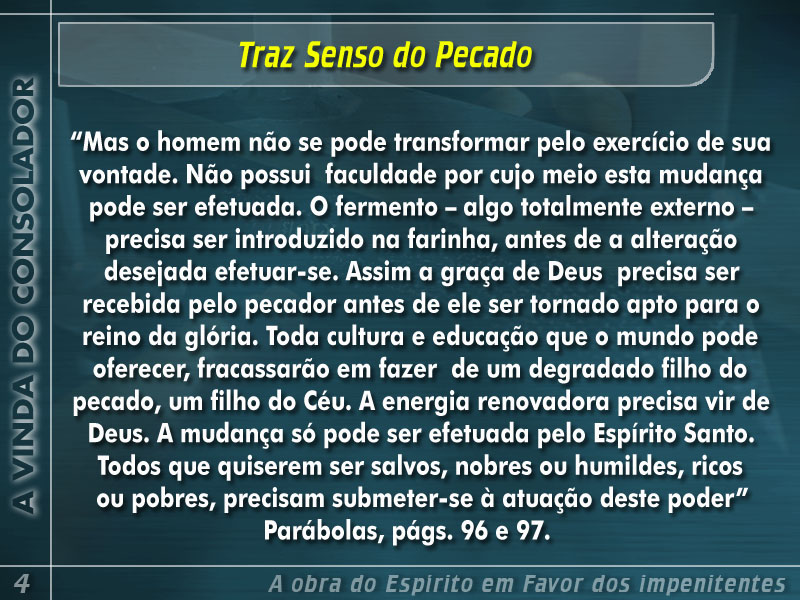 Traz Senso do Pecado
A VINDA DO CONSOLADOR
“Mas o homem não se pode transformar pelo exercício de sua
vontade. Não possui faculdade por cujo meio esta mudança
pode ser efetuada. O fermento – algo totalmente externo –
precisa ser introduzido na farinha, antes de a alteração
desejada efetuar-se. Assim a graça de Deus precisa ser
recebida pelo pecador antes de ele ser tornado apto para o
reino da glória. Toda cultura e educação que o mundo pode
oferecer, fracassarão em fazer de um degradado filho do
pecado, um filho do Céu. A energia renovadora precisa vir de
Deus. A mudança só pode ser efetuada pelo Espírito Santo.
Todos que quiserem ser salvos, nobres ou humildes, ricos
ou pobres, precisam submeter-se à atuação deste poder”
Parábolas, págs. 96 e 97.
4
A obra do Espírito em Favor dos impenitentes